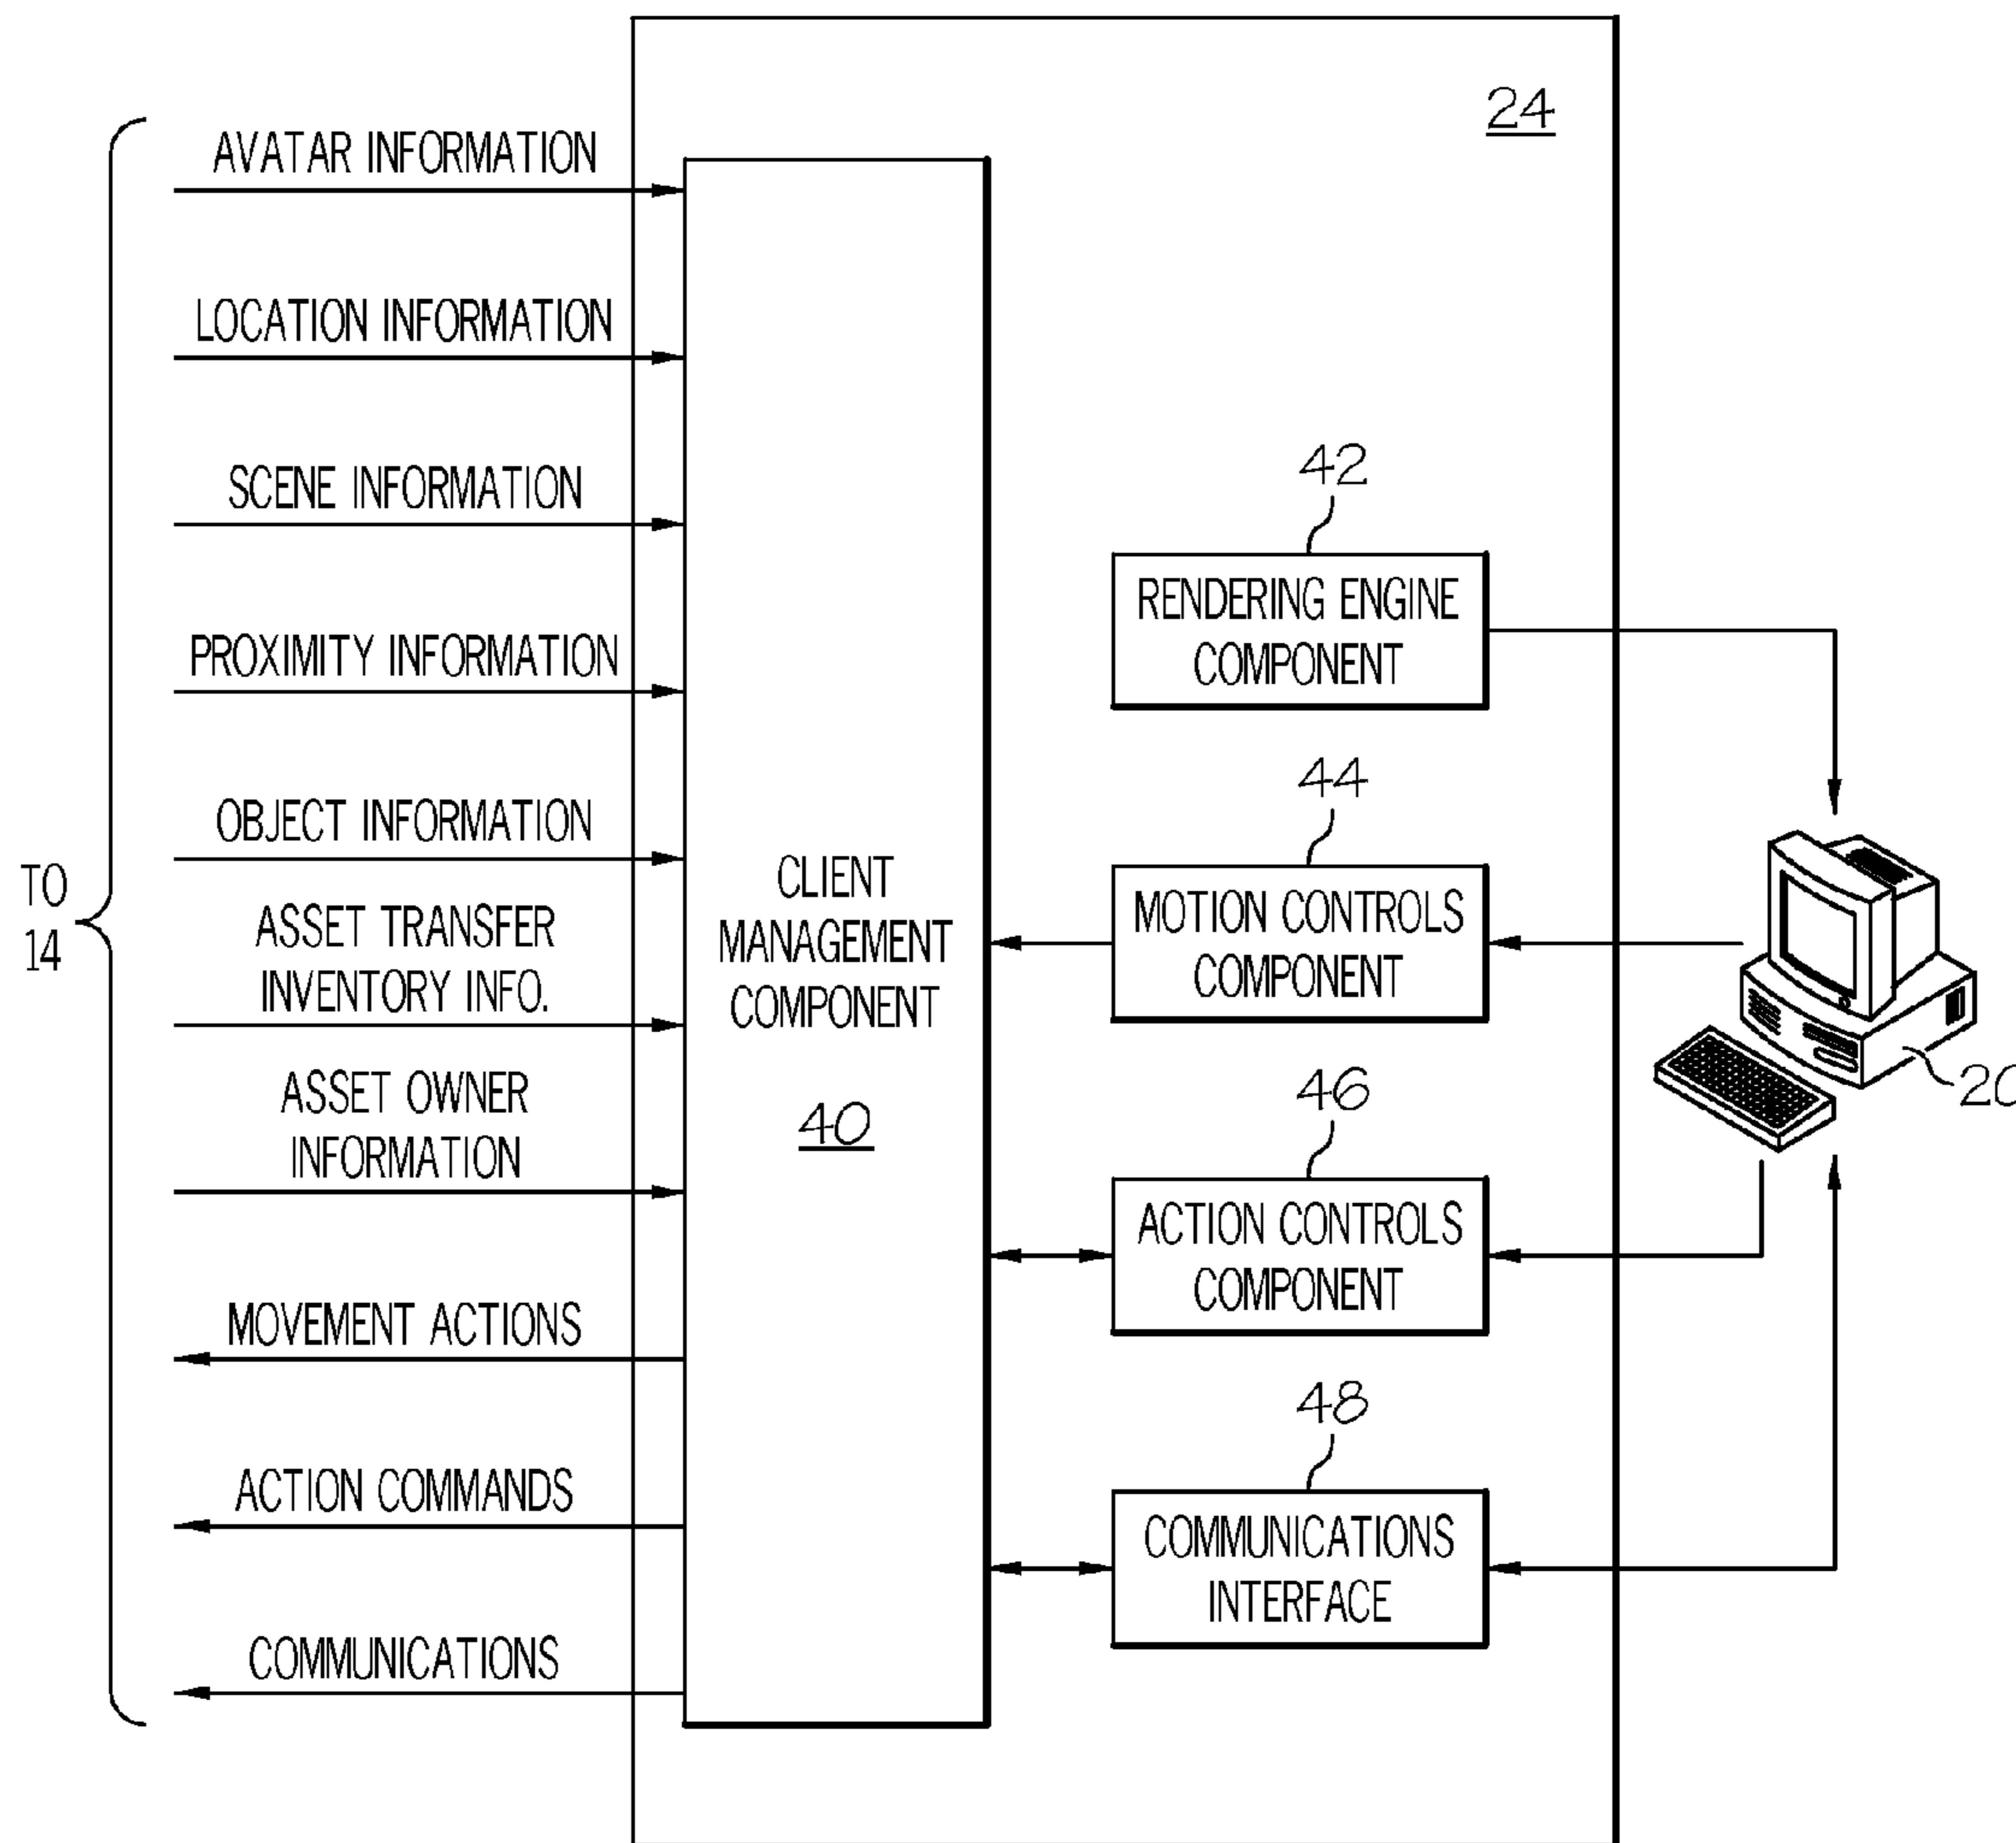 24
AVATAR INFORMATION
LOCATION INFORMATION
SCENE INFORMATION
PROXIMITY INFORMATION
OBJECT INFORMATION
ASSET TRANSFER
INVENTORY INFO.
ASSET OWNER
INFORMATION
MOVEMENT ACTIONS
ACTION COMMANDS
COMMUNICATIONS
TO
14
CLIENT
MANAGEMENT
COMPONENT
40
42
RENDERING ENGINE
COMPONENT
44
MOTION CONTROLS
COMPONENT
46
ACTION CONTROLS
COMPONENT
48
COMMUNICATIONS
INTERFACE
20